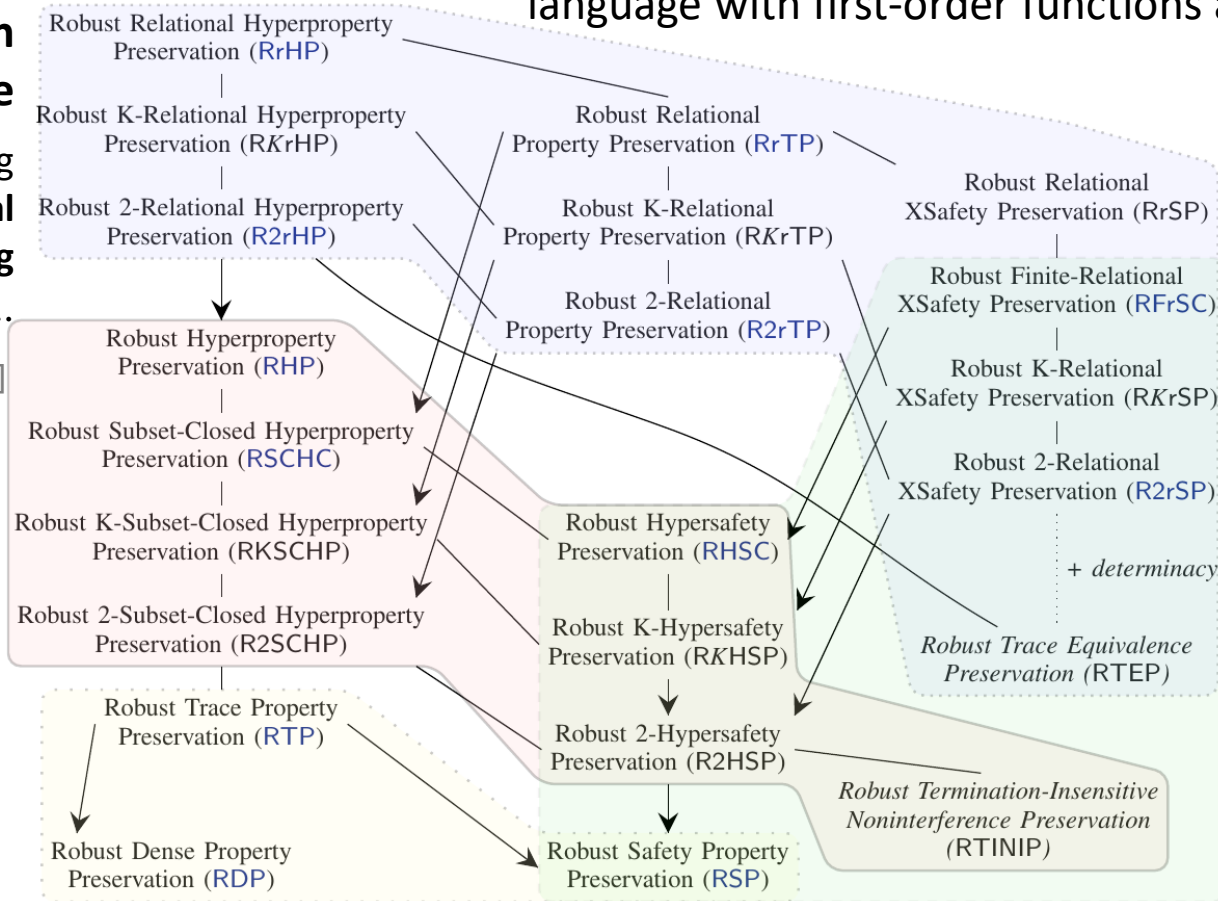 language with first-order functions a
n
e
g
l
g
..
]
Robust Relational Hyperproperty
Preservation (RrHP)
Robust K-Relational Hyperproperty
Preservation (RKrHP)
Robust 2-Relational Hyperproperty
Preservation (R2rHP)
Robust Relational
Property Preservation (RrTP)
Robust K-Relational
Property Preservation (RKrTP)
Robust 2-Relational
Property Preservation (R2rTP)
Robust Relational
XSafety Preservation (RrSP)
Robust Finite-Relational
XSafety Preservation (RFrSC)
Robust K-Relational
XSafety Preservation (RKrSP)
Robust 2-Relational
XSafety Preservation (R2rSP)
+ determinacy
Robust Trace Equivalence
Preservation (RTEP)
Robust Hyperproperty
Preservation (RHP)
Robust Subset-Closed Hyperproperty
Preservation (RSCHC)
Robust K-Subset-Closed Hyperproperty
Preservation (RKSCHP)
Robust 2-Subset-Closed Hyperproperty
Preservation (R2SCHP)
Robust Hypersafety
Preservation (RHSC)
Robust K-Hypersafety
Preservation (RKHSP)
Robust 2-Hypersafety
Preservation (R2HSP)
Robust Trace Property
Preservation (RTP)
Robust Termination-Insensitive
Noninterference Preservation
(RTINIP)
Robust Dense Property
Preservation (RDP)
Robust Safety Property
Preservation (RSP)